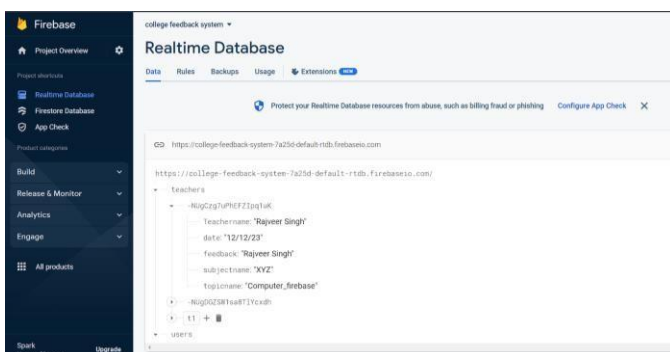 Firebase
Project Overview
Project shortcuts
Realtime Database
Firestore Database
App Check
Product categories
Build
Release & Monitor
Analytics
Engage
All products
Spark
Upgrade
college feedback system
Realtime Database
Data Rules Backups Usage Extensions NEW
Protect your Realtime Database resources from abuse, such as billing fraud or phishing Configure App Check
https://college-feedback-system-7a25d-default-rtdb.firebaseio.com
https://college-feedback-system-7a25d-default-rtdb.firebaseio.com/
teachers
Teachername: "Rajveer Singh"
date: "12/12/23"
feedback: "Rajveer Singh"
subjectname: "XYZ"
topicname: "Computer_firebase"
t1
users